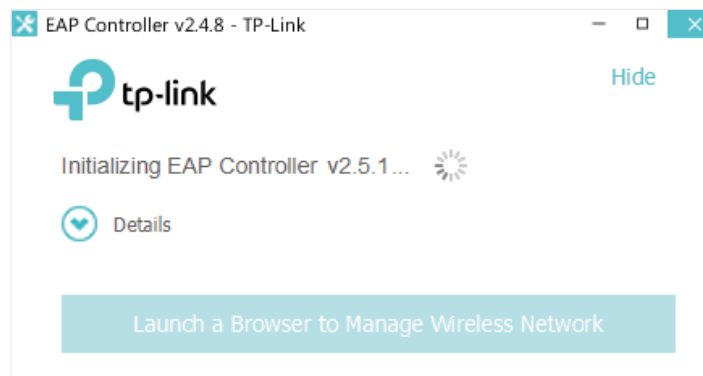 EAP Controller v2.4.8 - TP-Link
Hide
tp-link
Initializing EAP Controller v2.5.1...
Details
Launch a Browser to Manage Wireless Network